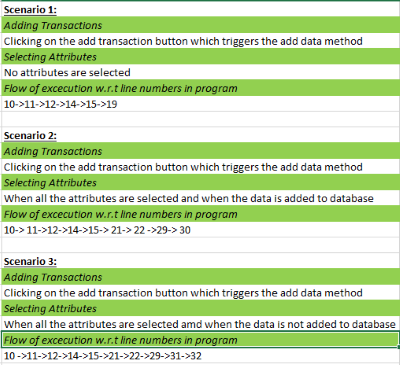 Scenario 1:
Adding Transactions
Clicking on the add transaction button which triggers the add data method
Selecting Attributes
No attributes are selected
Flow of excecution w.r.t line numbers in program
10->11->12->14->15->19
Scenario 2:
Adding Transactions
Clicking on the add transaction button which triggers the add data method
Selecting Attributes
When all the attributes are selected and when the data is added to database
Flow of excecution w.r.t line numbers in program
10-> 11->12->14->15-> 21-> 22 ->29-> 30
Scenario 3:
Adding Transactions
Clicking on the add transaction button which triggers the add data method
Selecting Attributes
When all the attributes are selected amd when the data is not added to database
Flow of excecution w.r.t line numbers in program
10 ->11->12->14->15->21->22->29->31->32